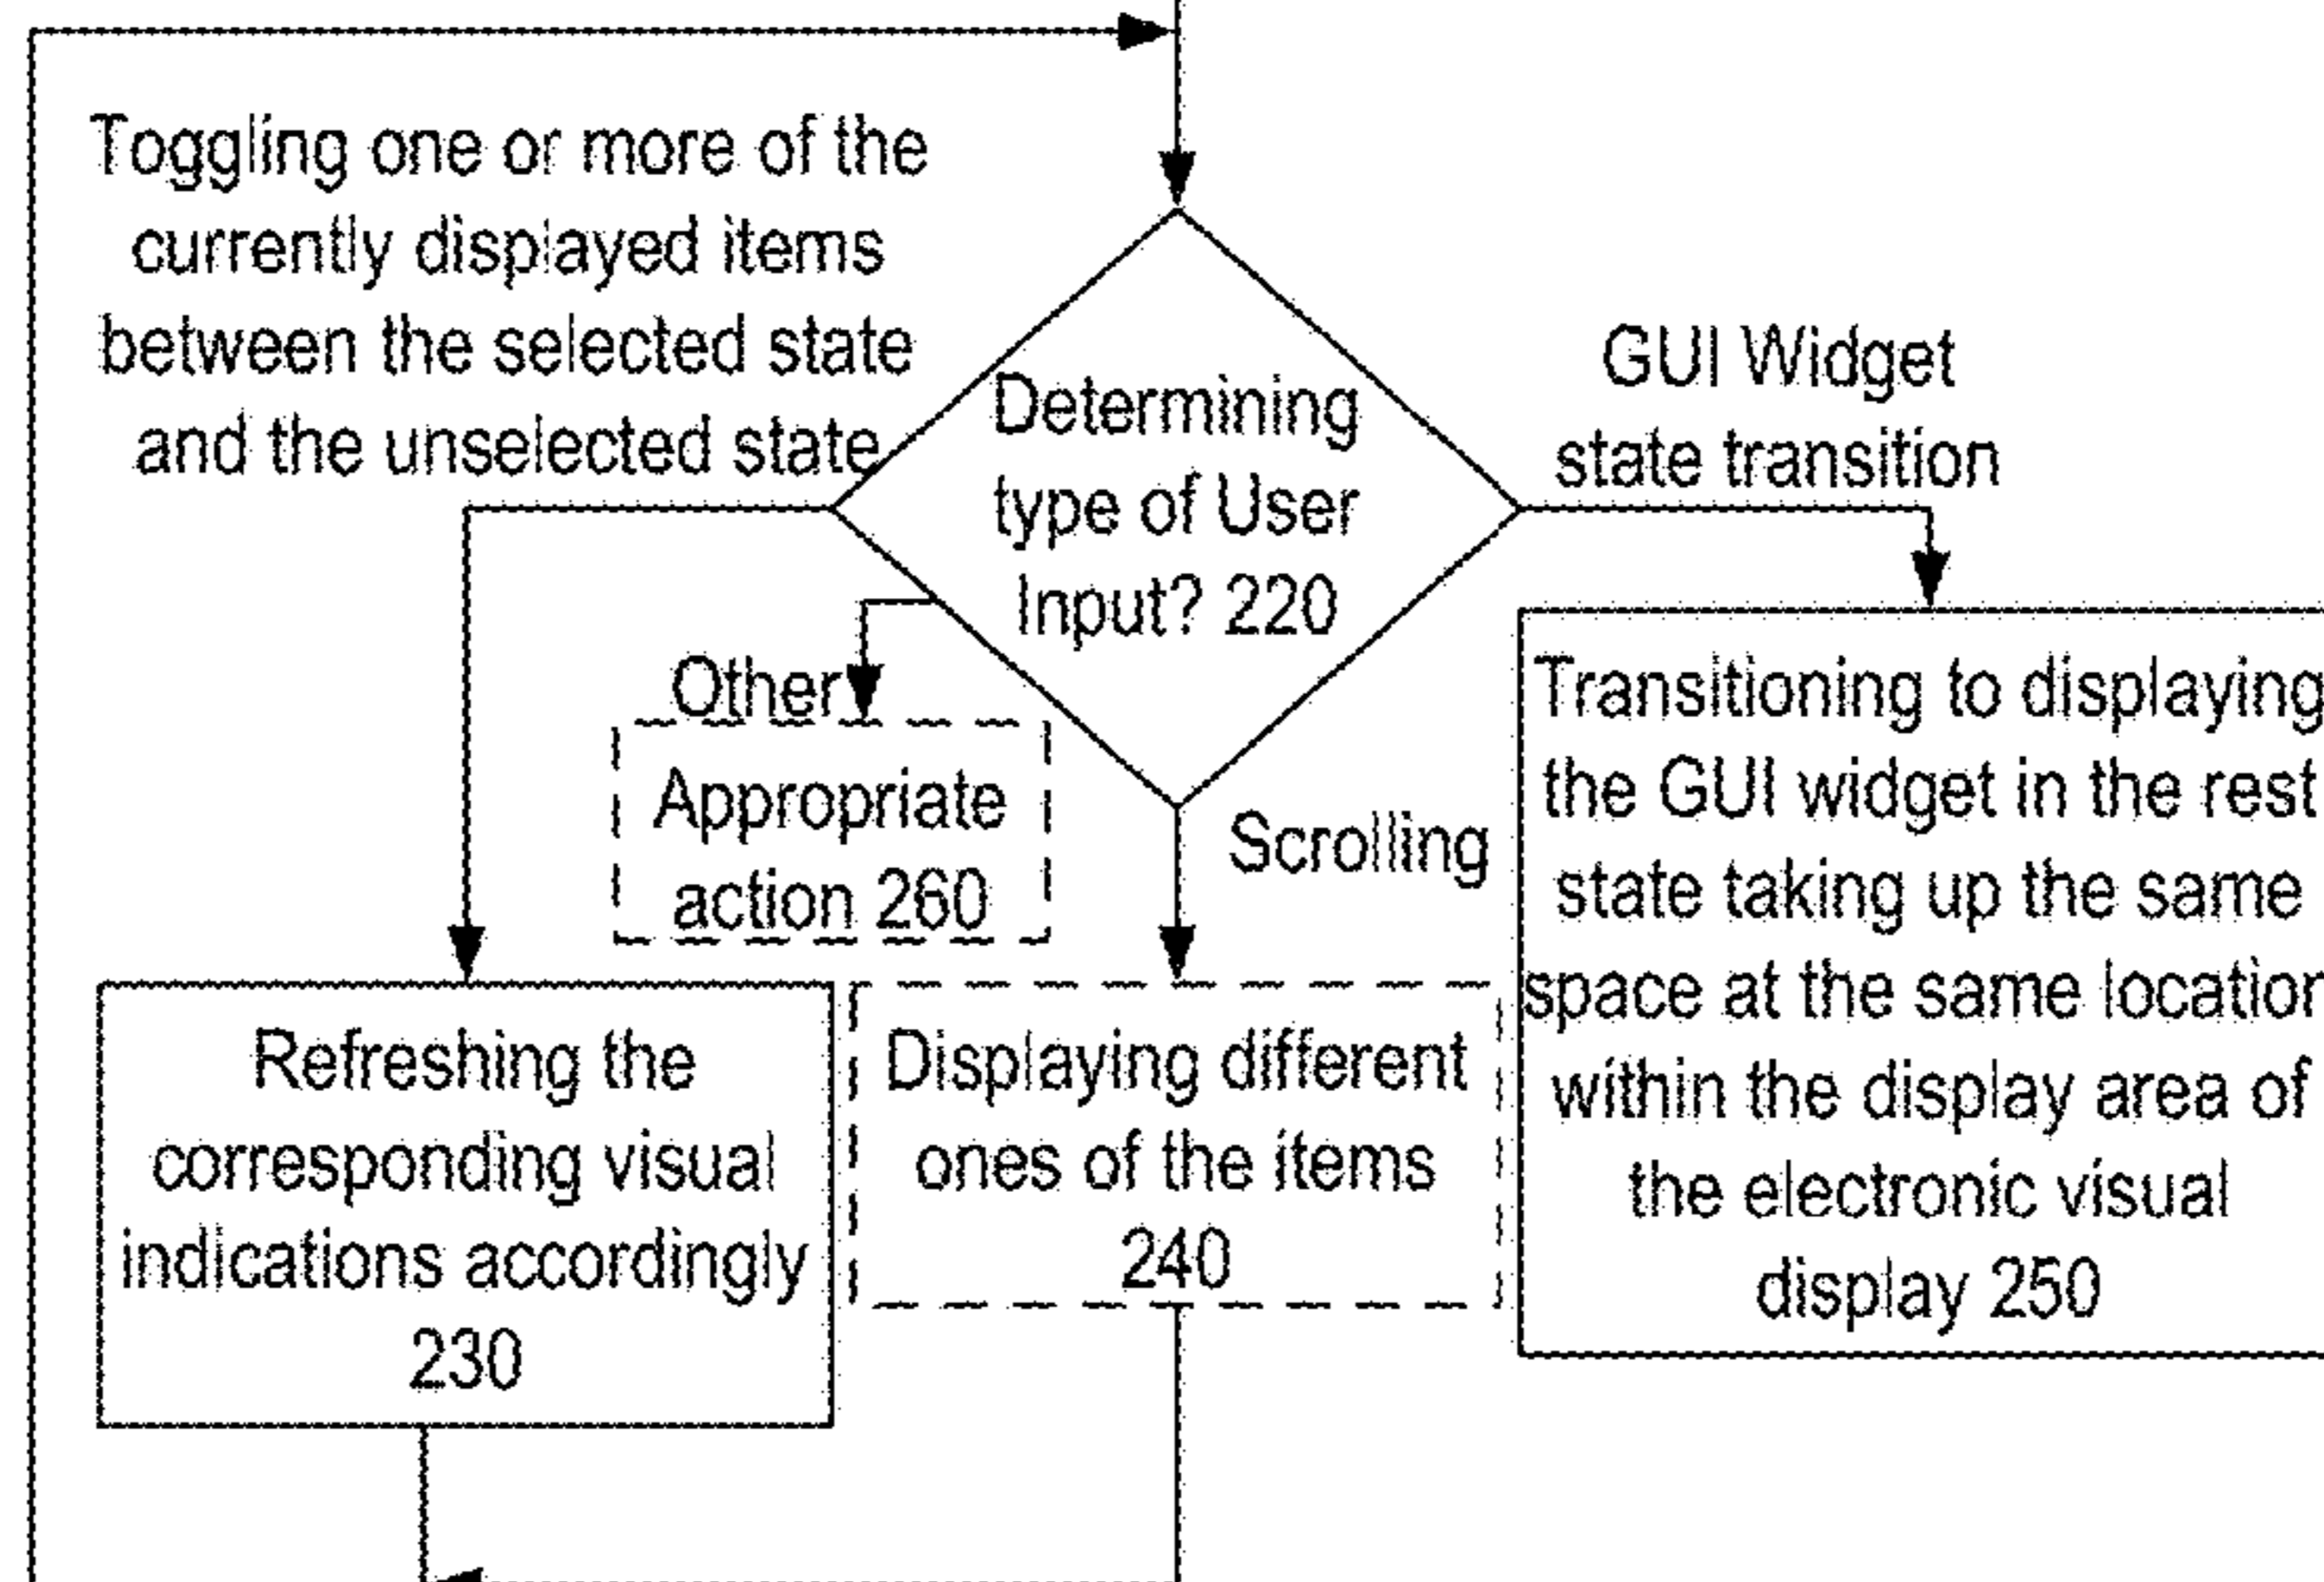 Toggling one or more of the
currently displayed items
between the selected state
and the unselected state
Determining
type of User
Input? 220
GUI Widget
state transition
Other
Appropriate
action 260
Scrolling
Transitioning to displaying
the GUI widget in the rest
state taking up the same
space at the same location
within the display area of
the electronic visual
display 250
Refreshing the
corresponding visual
indications accordingly
230
Displaying different
ones of the items
240